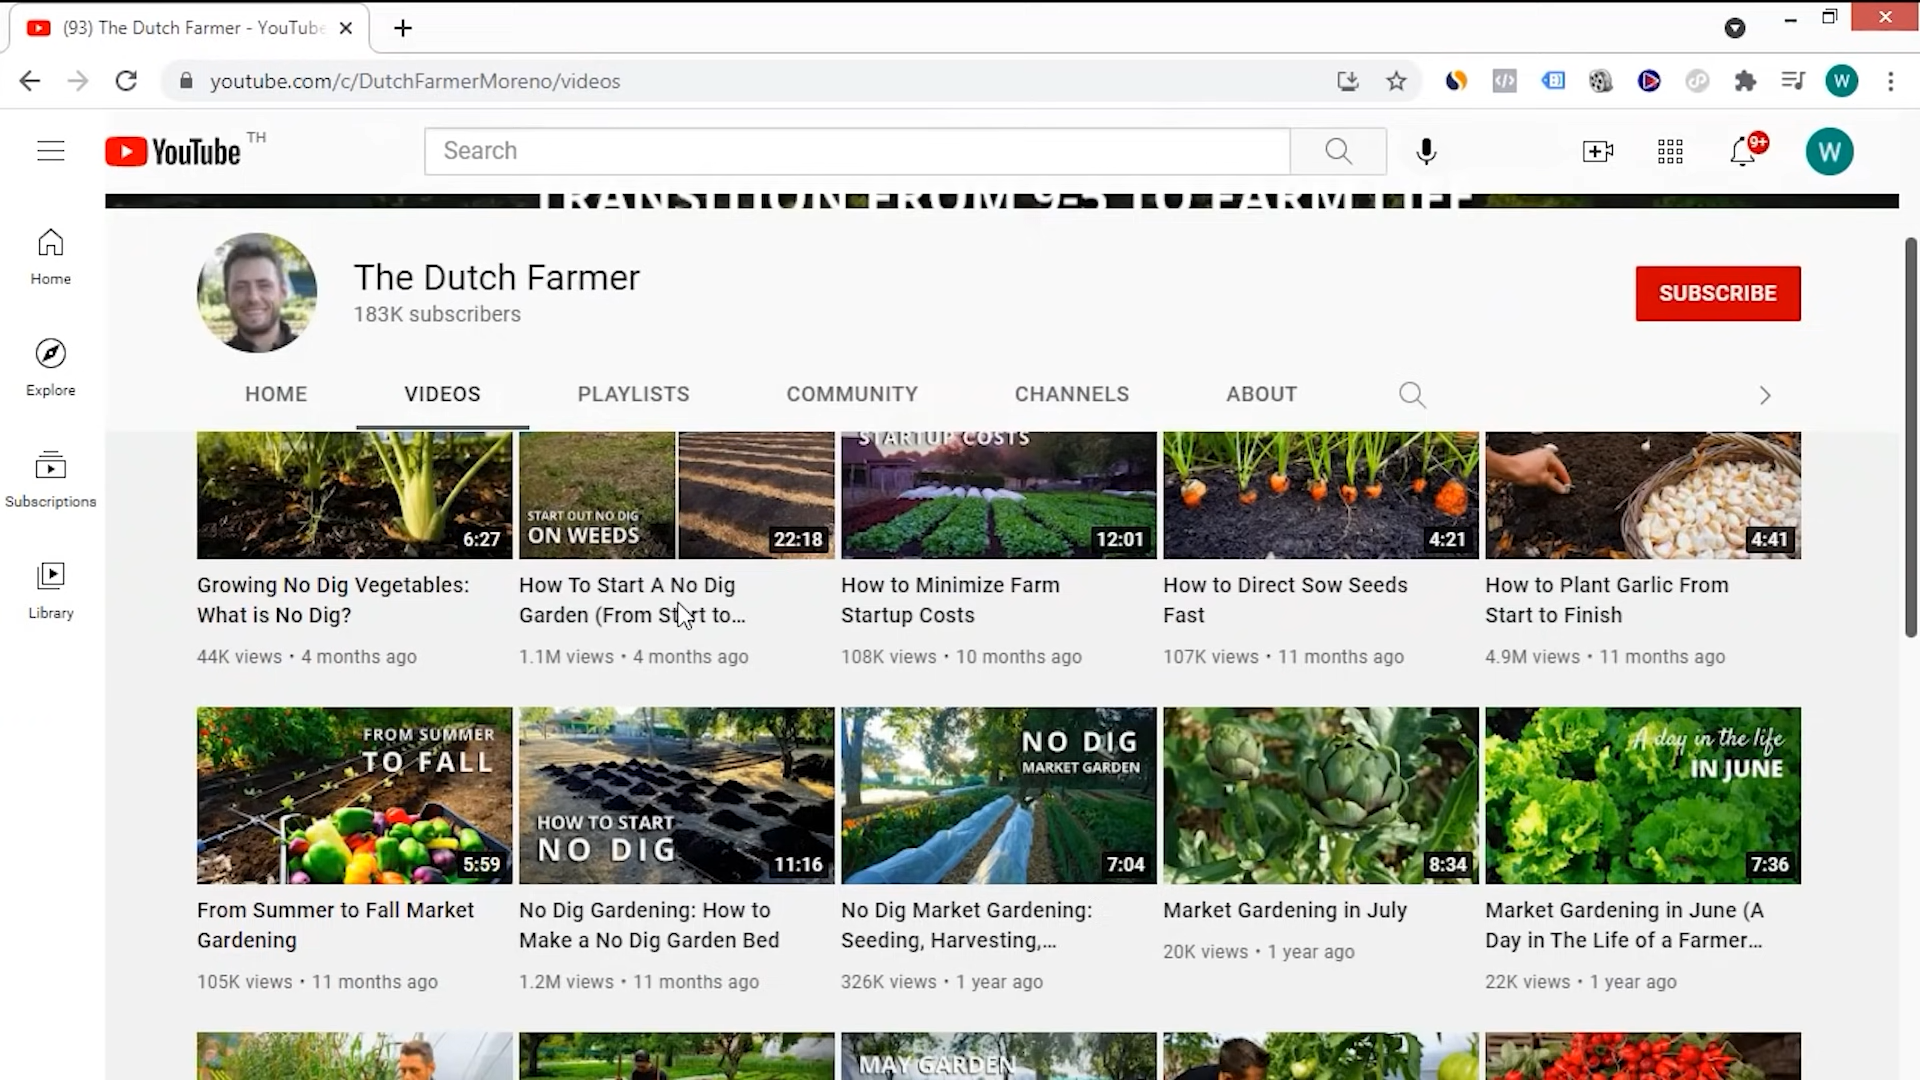 (93) The Dutch Farmer - YouTube
youtube.com/c/DutchFarmerMoreno/videos
W
YouTube TH
Search
9+
W
TRANSITION FROM 9-5 TO FARM LIFE
Home
Explore
Subscriptions
Library
The Dutch Farmer
183K subscribers
SUBSCRIBE
HOME VIDEOS PLAYLISTS COMMUNITY CHANNELS ABOUT
6:27
START OUT NO DIG
ON WEEDS
22:18
STARTUP COSTS
12:01
4:21
4:41
Growing No Dig Vegetables:
What is No Dig?
44K views • 4 months ago
How To Start A No Dig
Garden (From Start to...
1.1M views • 4 months ago
How to Minimize Farm
Startup Costs
108K views • 10 months ago
How to Direct Sow Seeds
Fast
107K views • 11 months ago
How to Plant Garlic From
Start to Finish
4.9M views • 11 months ago
FROM SUMMER
TO FALL
5:59
HOW TO START
NO DIG
11:16
NO DIG
MARKET GARDEN
7:04
8:34
A day in the life
IN JUNE
7:36
From Summer to Fall Market
Gardening
105K views • 11 months ago
No Dig Gardening: How to
Make a No Dig Garden Bed
1.2M views • 11 months ago
No Dig Market Gardening:
Seeding, Harvesting,...
326K views • 1 year ago
Market Gardening in July
20K views • 1 year ago
Market Gardening in June (A
Day in The Life of a Farmer...
22K views • 1 year ago
MAY GARDEN